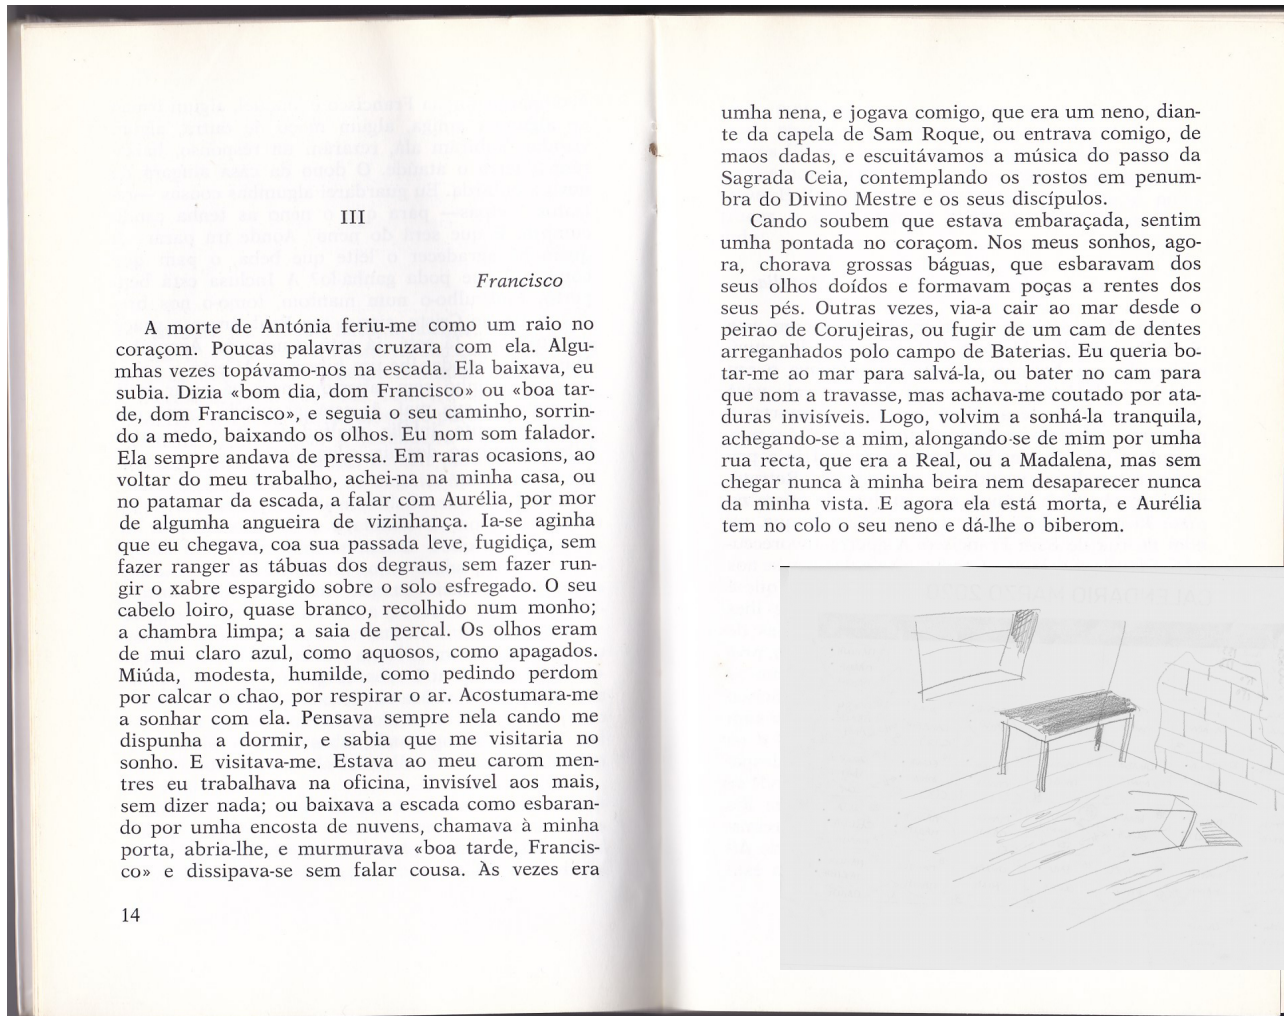 III
Francisco
A morte de Antónia feriu-me como um raio no
coraçom. Poucas palavras cruzara com ela. Algu-
mhas vezes topávamo-nos na escada. Ela baixava, eu
subia. Dizia «bom dia, dom Francisco» ou «boa tar-
de, dom Francisco», e seguia o seu caminho, sorrin-
do a medo, baixando os olhos. Eu nom som falador.
Ela sempre andava de pressa. Em raras ocasions, ao
voltar do meu trabalho, achei-na na minha casa, ou
no patamar da escada, a falar com Aurélia, por mor
de algumha angueira de vizinhança. Ia-se aginha
que eu chegava, coa sua passada leve, fugidiça, sem
fazer ranger as tábuas dos degraus, sem fazer run-
gir o xabre espargido sobre o solo esfregado. O seu
cabelo loiro, quase branco, recolhido num monho;
a chambra limpa; a saia de percal. Os olhos eram
de mui claro azul, como aquosos, como apagados.
Miúda, modesta, humilde, como pedindo perdom
por calcar o chao, por respirar o ar. Acostumara-me
a sonhar com ela. Pensava sempre nela cando me
dispunha a dormir, e sabia que me visitaria no
sonho. E visitava-me. Estava ao meu carom men-
tres eu trabalhava na oficina, invisível aos mais,
sem dizer nada; ou baixava a escada como esbaran-
do por umha encosta de nuvens, chamava à minha
porta, abria-lhe, e murmurava «boa tarde, Francis-
co» e dissipava-se sem falar cousa. Às vezes era
14
umha nena, e jogava comigo, que era um neno, dian-
te da capela de Sam Roque, ou entrava comigo, de
maos dadas, e escuitávamos a música do passo da
Sagrada Ceia, contemplando os rostos em penum-
bra do Divino Mestre e os seus discípulos.
Cando soubem que estava embaraçada, sentim
umha pontada no coraçom. Nos meus sonhos, ago-
ra, chorava grossas báguas, que esbaravam dos
seus olhos doídos e formavam poças a rentes dos
seus pés. Outras vezes, via-a cair ao mar desde o
peirao de Corujeiras, ou fugir de um cam de dentes
arreganhados polo campo de Baterias. Eu queria bo-
tar-me ao mar para salvá-la, ou bater no cam para
que nom a travasse, mas achava-me coutado por ata-
duras invisíveis. Logo, volvim a sonhá-la tranquila,
achegando-se a mim, alongando-se de mim por umha
rua recta, que era a Real, ou a Madalena, mas sem
chegar nunca à minha beira nem desaparecer nunca
da minha vista. E agora ela está morta, e Aurélia
tem no colo o seu neno e dá-lhe o biberom.